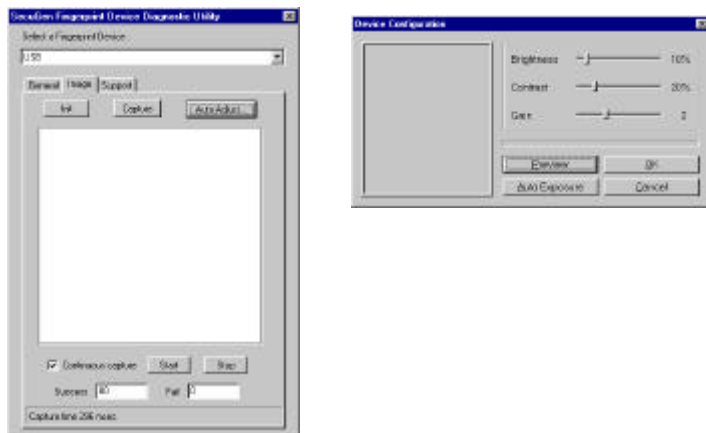 SecuGen Fingerprint Device Diagnostic Utility
Select a Fingerprint Device
USB
General Image Support
Init Capture Auto Adjust...
Continuous capture Start Stop
Success 80 Fail 0
Capture time 296 msec
Device Configuration
Brightness 10%
Contrast 20%
Gain 2
Preview OK
Auto Exposure Cancel